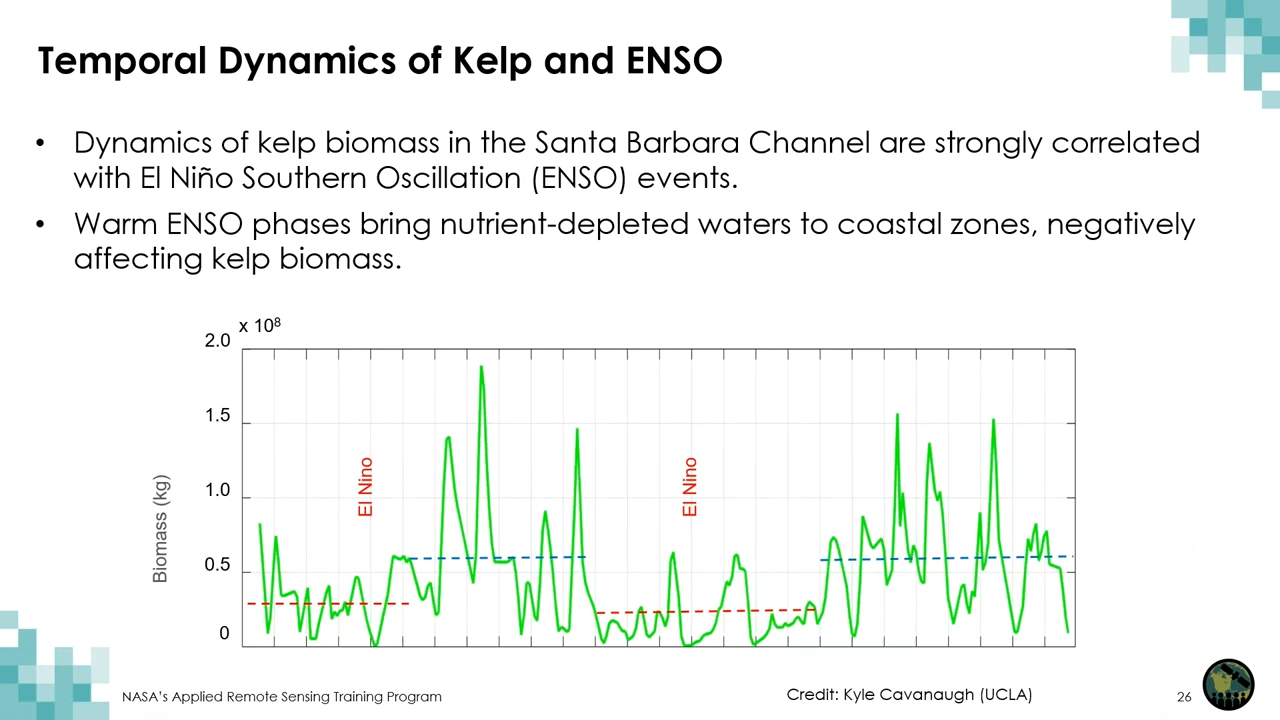 Temporal Dynamics of Kelp and ENSO
• Dynamics of kelp biomass in the Santa Barbara Channel are strongly correlated
with El Niño Southern Oscillation (ENSO) events.
• Warm ENSO phases bring nutrient-depleted waters to coastal zones, negatively
affecting kelp biomass.
x 10⁸
2.0
1.5
1.0
0.5
0
Biomass (kg)
El Nino
El Nino
NASA's Applied Remote Sensing Training Program
Credit: Kyle Cavanaugh (UCLA)
26